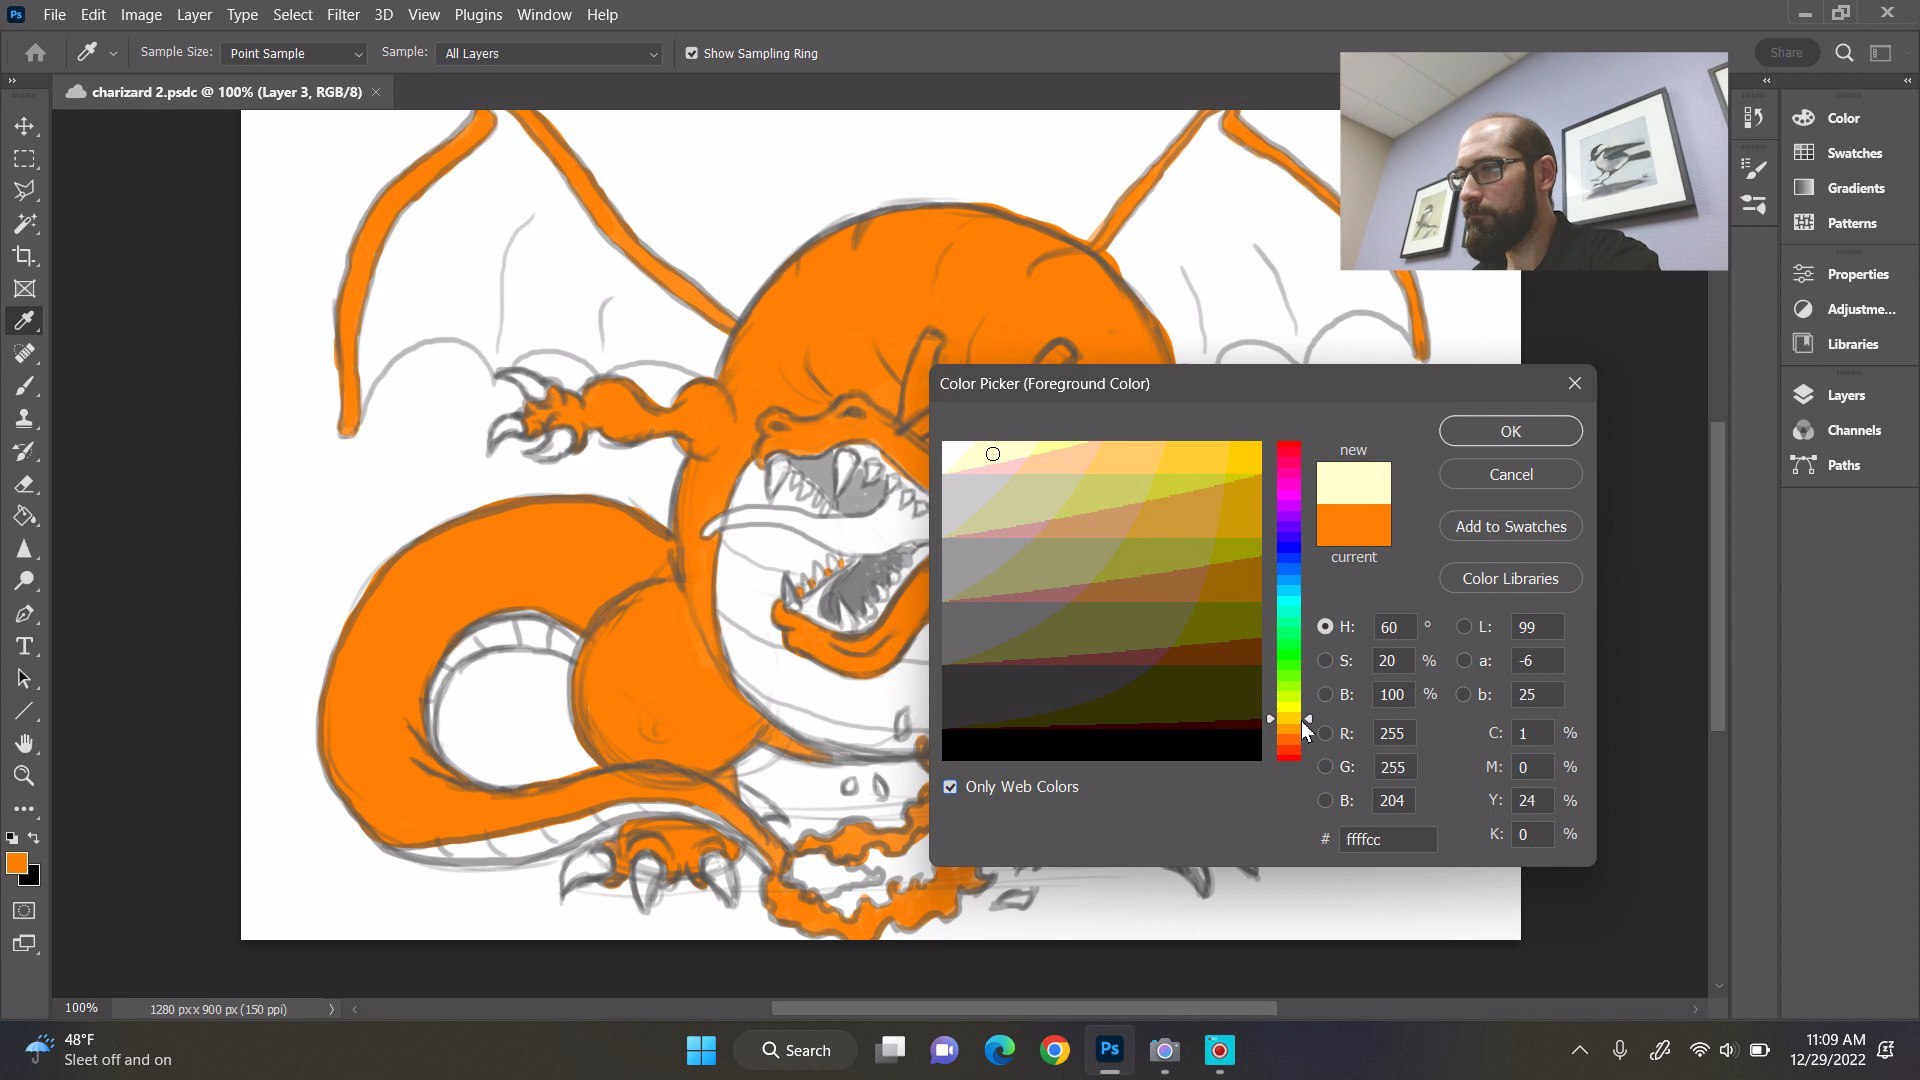 Ps File Edit Image Layer Type Select Filter 3D View Plugins Window Help
Sample Size: Point Sample Sample: All Layers Show Sampling Ring Share
charizard 2.psdc @ 100% (Layer 3, RGB/8)
Color
Swatches
Gradients
Patterns
Properties
Adjustme...
Libraries
Layers
Channels
Paths
Color Picker (Foreground Color)
OK
new
Cancel
Add to Swatches
current
Color Libraries
H: 60 ° L: 99
S: 20 % a: -6
B: 100 % b: 25
R: 255 C: 1 %
G: 255 M: 0 %
B: 204 Y: 24 %
# ffffcc K: 0 %
Only Web Colors
100% 1280 px x 900 px (150 ppi)
48°F
Sleet off and on
Search
Ps
11:09 AM
12/29/2022